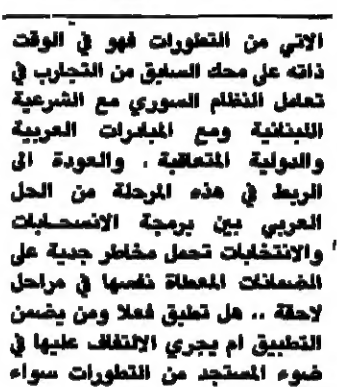 الاتي من التطورات فهو في الوقت
ذاته على محك السابق من التجارب في
تعامل النظام السوري مع الشرعية
اللبنانية ومع المبادرات العربية
والدولية المتعاقبة . والعودة الى
الربط في هذه المرحلة من الحل
العربي بين برمجة الانسحابات
والانتخابات تحمل مخاطر جدية على
الضمانات المعطاة نفسها في مراحل
لاحقة .. هل تطبق فعلا ومن يضمن
التطبيق ام يجري الالتفاف عليها في
ضوء المستجد من التطورات سواء